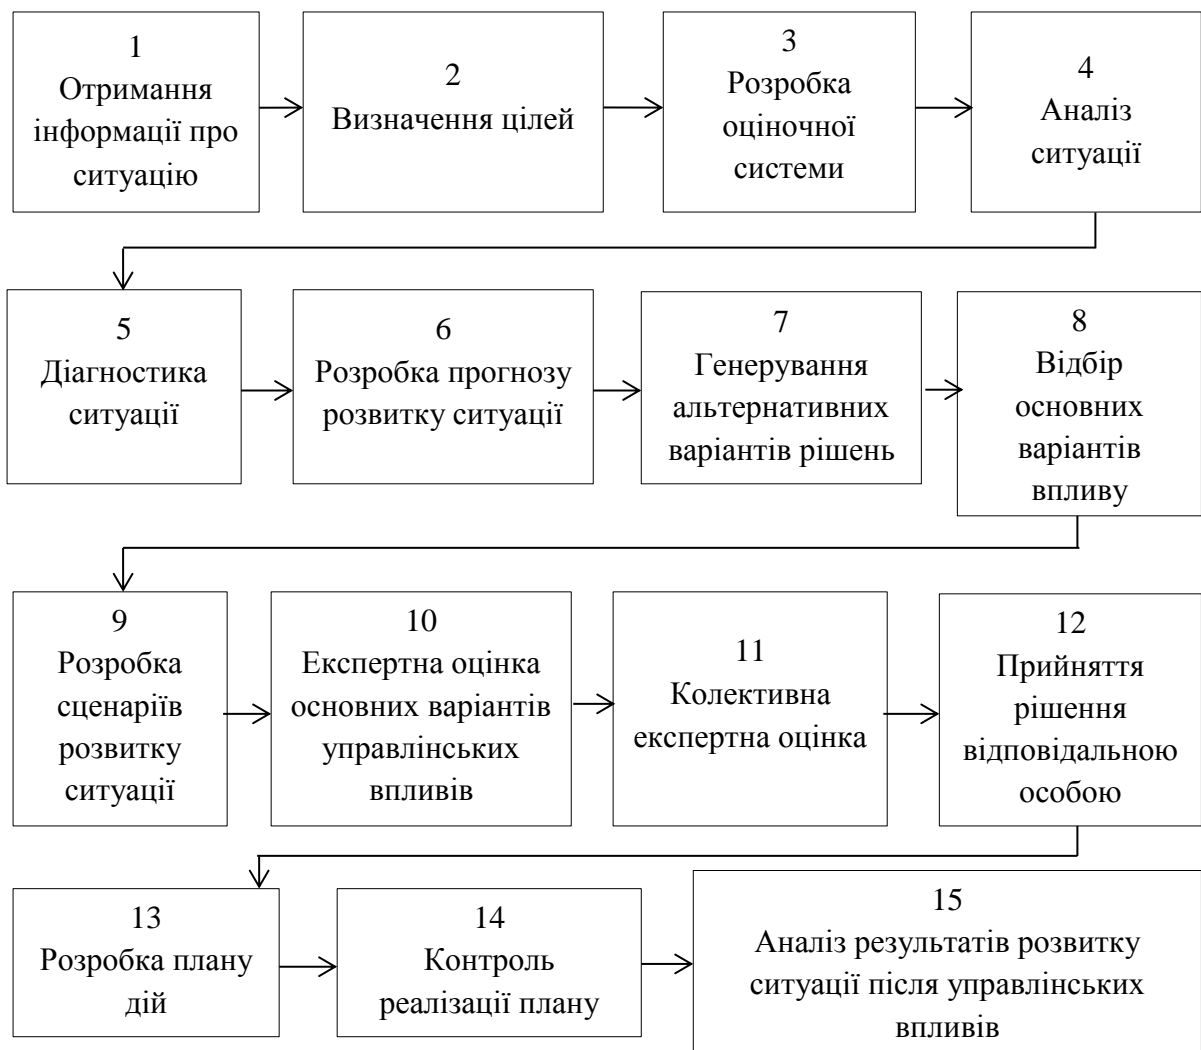 1
Отримання
інформації про
ситуацію
2
Визначення цілей
3
Розробка
оціночної
системи
4
Аналіз
ситуації
5
Діагностика
ситуації
6
Розробка прогнозу
розвитку ситуації
7
Генерування
альтернативних
варіантів рішень
8
Відбір
основних
варіантів
впливу
9
Розробка
сценаріїв
розвитку
ситуації
10
Експертна оцінка
основних варіантів
управлінських
впливів
11
Колективна
експертна оцінка
12
Прийняття
рішення
відповідальною
особою
13
Розробка плану
дій
14
Контроль
реалізації плану
15
Аналіз результатів розвитку
ситуації після управлінських
впливів